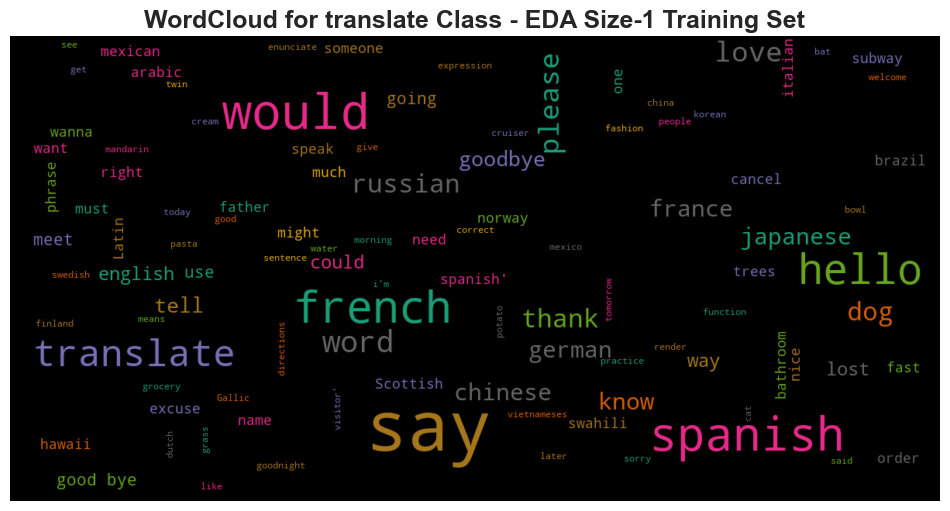 WordCloud for translate Class - EDA Size-1 Training Set
see
mexican
enunciate
someone
love
italian
bat
subway
get
arabic
twin
expression
please
one
welcome
would
going
china
korean
cream
wanna
cruiser
fashion
people
want
mandarin
speak
give
goodbye
brazil
phrase
right
much
russian
cancel
must
today
father
good
norway
france
bowl
meet
Latin
pasta
might
morning
need
correct
mexico
japanese
water
sentence
swedish
english
use
could
spanish'
trees
hello
i'm
tell
french
potato
tomorrow
function
dog
finland
means
directions
word
thank
translate
german
practice
render
way
bathroom
nice
lost
fast
grocery
Gallic
visitor`
Scottish
chinese
know
excuse
name
say
vietnameses
swahili
cat
spanish
hawaii
dutch
grass
good bye
goodnight
later
sorry
said
order
like